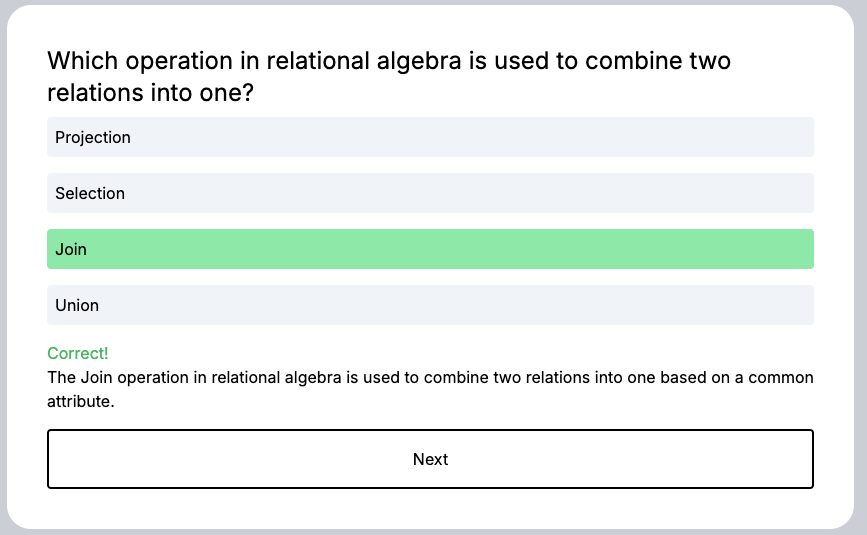 Which operation in relational algebra is used to combine two
relations into one?
Projection
Selection
Join
Union
Correct!
The Join operation in relational algebra is used to combine two relations into one based on a common
attribute.
Next